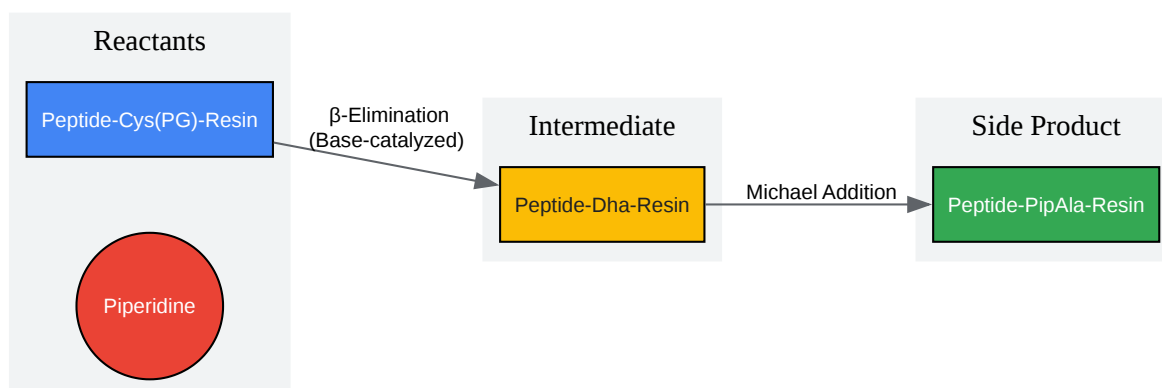 Reactants
Peptide-Cys(PG)-Resin
Piperidine
β-Elimination
(Base-catalyzed)
Intermediate
Peptide-Dha-Resin
Michael Addition
Side Product
Peptide-PipAla-Resin